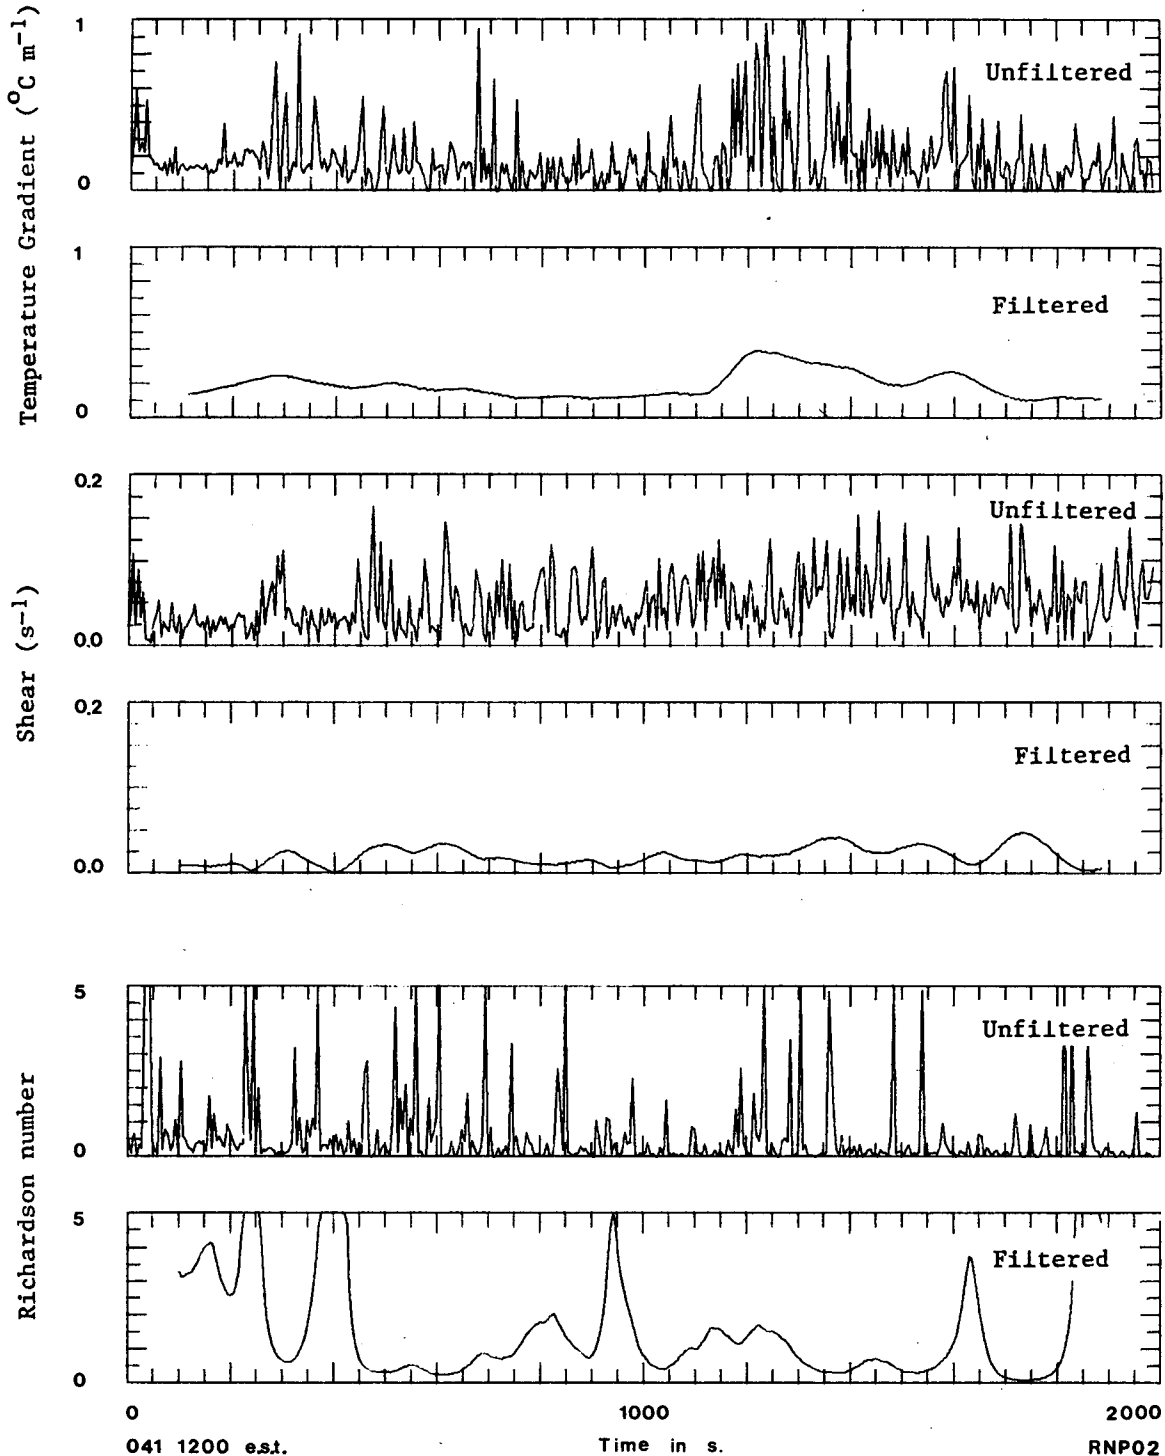 Temperature Gradient (°C m⁻¹)
1
Unfiltered
0
1
Filtered
0
Shear (s⁻¹)
0.2
Unfiltered
0.0
0.2
Filtered
0.0
Richardson number
5
Unfiltered
0
5
Filtered
0
0 1000 2000
041 1200 e.s.t. Time in s. RNP02